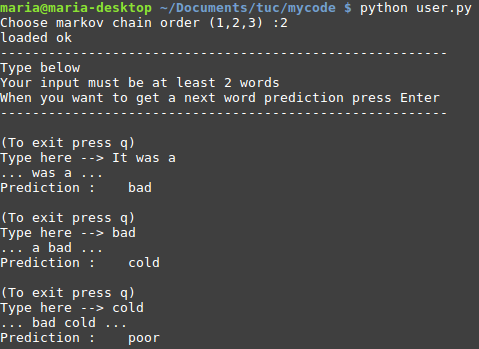 maria@maria-desktop ~/Documents/tuc/mycode $ python user.py
Choose markov chain order (1,2,3) :2
loaded ok
--------------------------------------------------------
Type below
Your input must be at least 2 words
When you want to get a next word prediction press Enter
--------------------------------------------------------
(To exit press q)
Type here --> It was a
... was a ...
Prediction :    bad
(To exit press q)
Type here --> bad
... a bad ...
Prediction :    cold
(To exit press q)
Type here --> cold
... bad cold ...
Prediction :    poor